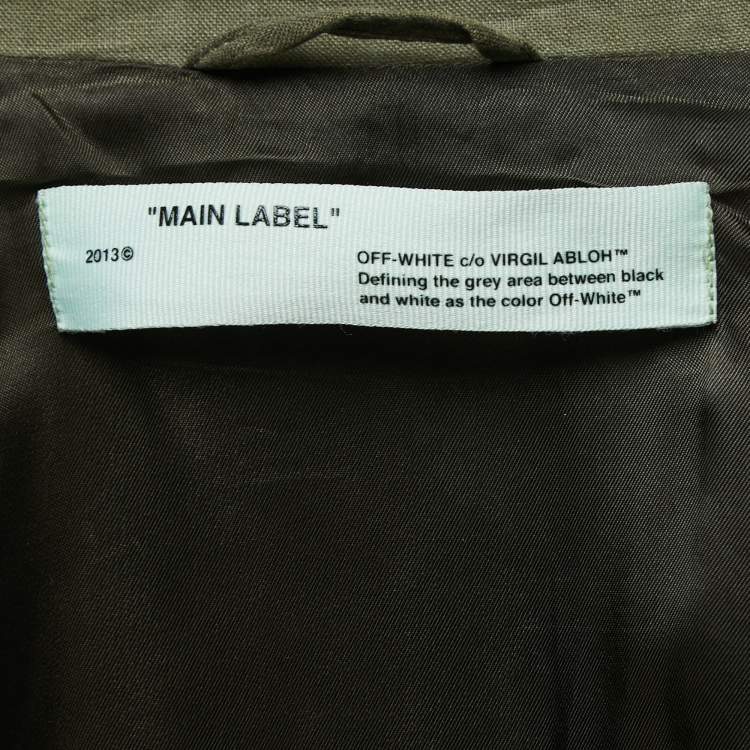 "MAIN LABEL"
2013©
OFF-WHITE c/o VIRGIL ABLOH™
Defining the grey area between black
and white as the color Off-White™